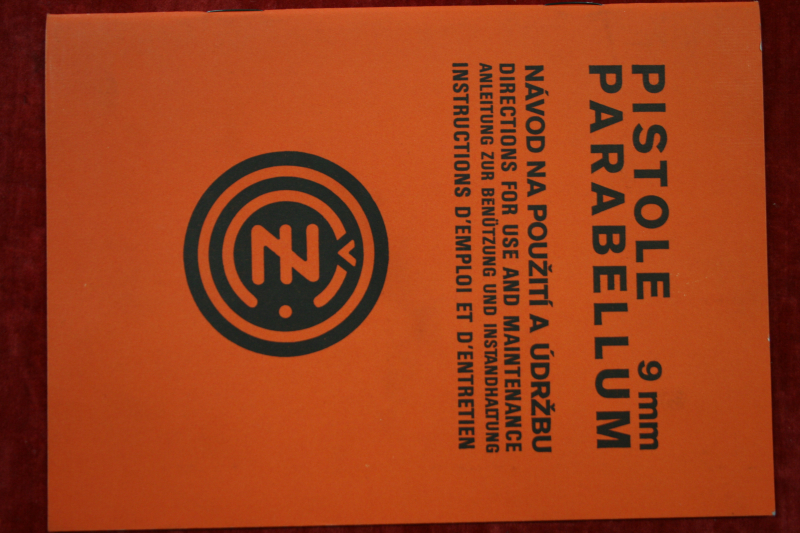 PISTOLE 9 mm
PARABELLUM
NÁVOD NA POUŽITÍ A ÚDRŽBU
DIRECTIONS FOR USE AND MAINTENANCE
ANLEITUNG ZUR BENÜTZUNG UND INSTANDHALTUNG
INSTRUCTIONS D'EMPLOI ET D'ENTRETIEN
ČZ